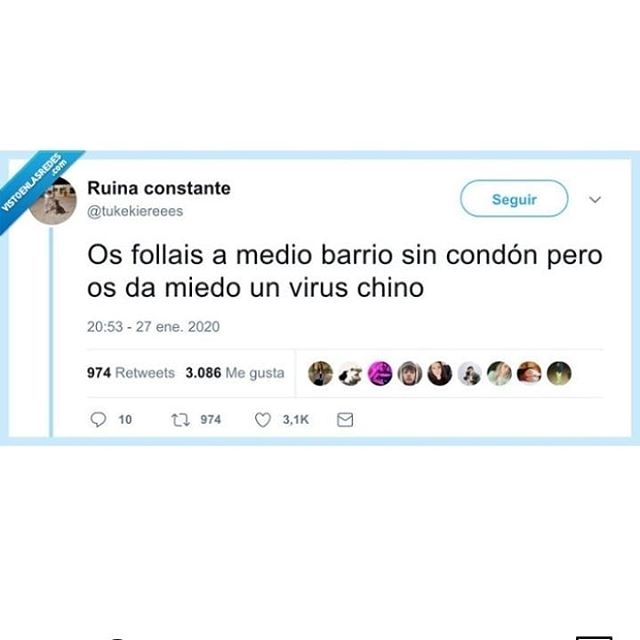 VISTOENLASREDES
.com
Ruina constante
@tukekiereees
Seguir
Os follais a medio barrio sin condón pero
os da miedo un virus chino
20:53 - 27 ene. 2020
974 Retweets 3.086 Me gusta
10 974 3,1K